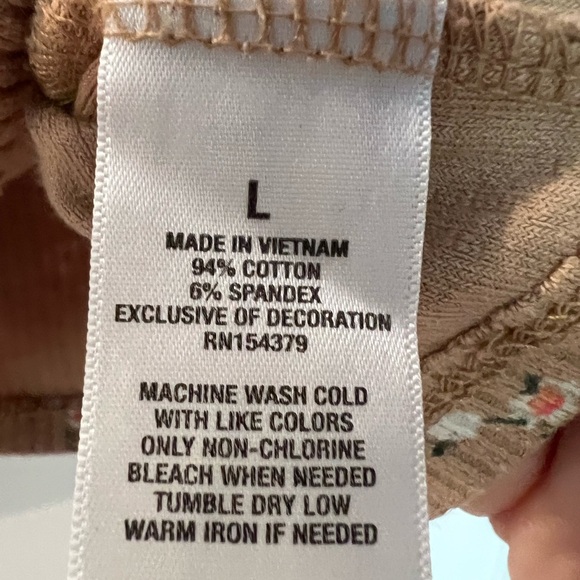 L
MADE IN VIETNAM
94% COTTON
6% SPANDEX
EXCLUSIVE OF DECORATION
RN154379
MACHINE WASH COLD
WITH LIKE COLORS
ONLY NON-CHLORINE
BLEACH WHEN NEEDED
TUMBLE DRY LOW
WARM IRON IF NEEDED